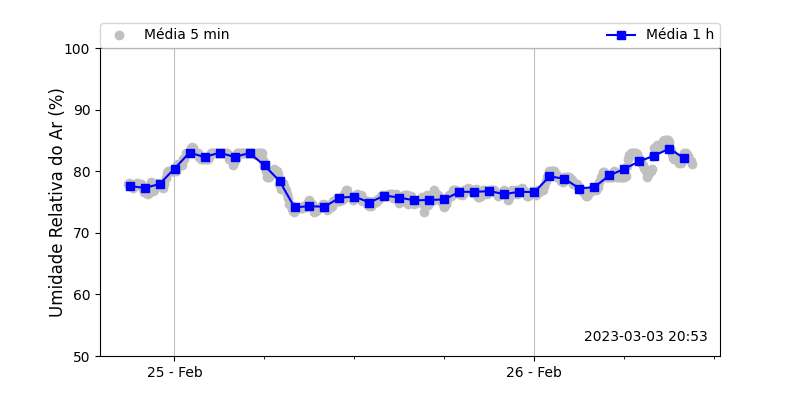 Média 5 min
Média 1 h
Umidade Relativa do Ar (%)
100
90
80
70
60
50
2023-03-03 20:53
25 - Feb
26 - Feb